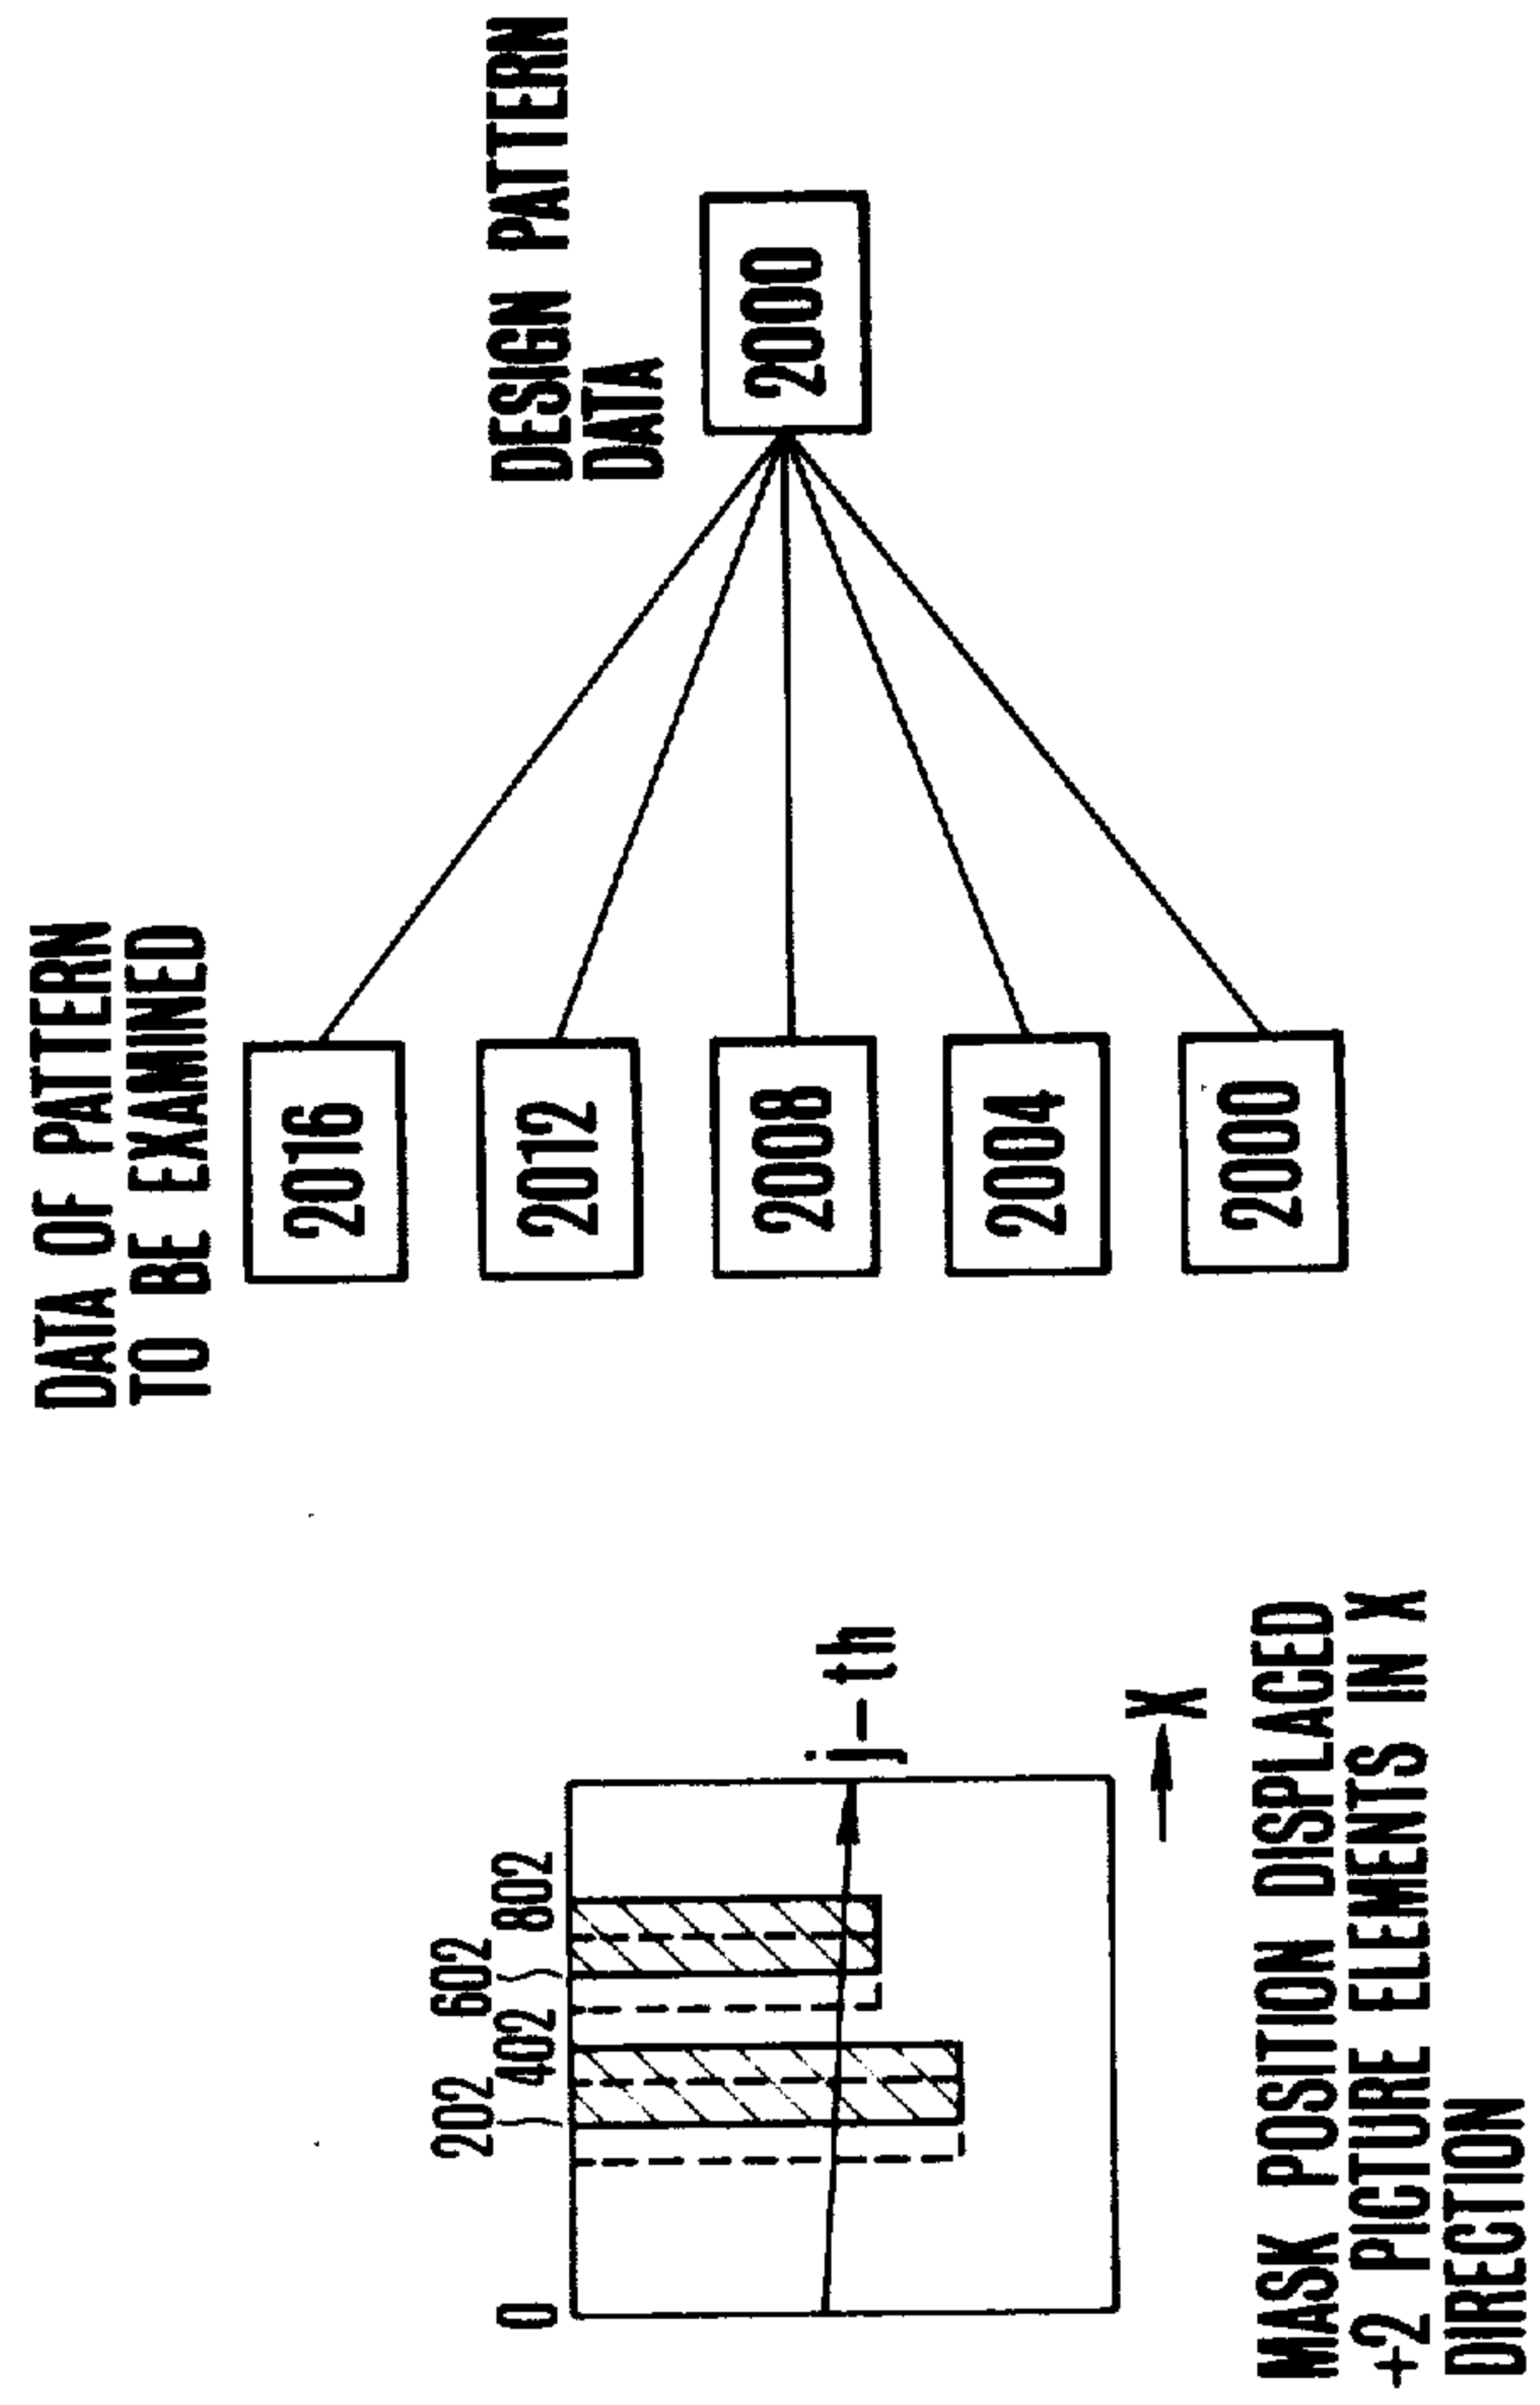 202 602
0 402 802
j-th
X
MASK POSITION DISPLACED
+2 PICTURE ELEMENTS IN X
DIRECTION
DATA OF PATTERN
TO BE EXAMINED
2016
2012
2008
2004
2000
DESIGN PATTERN
DATA
2000